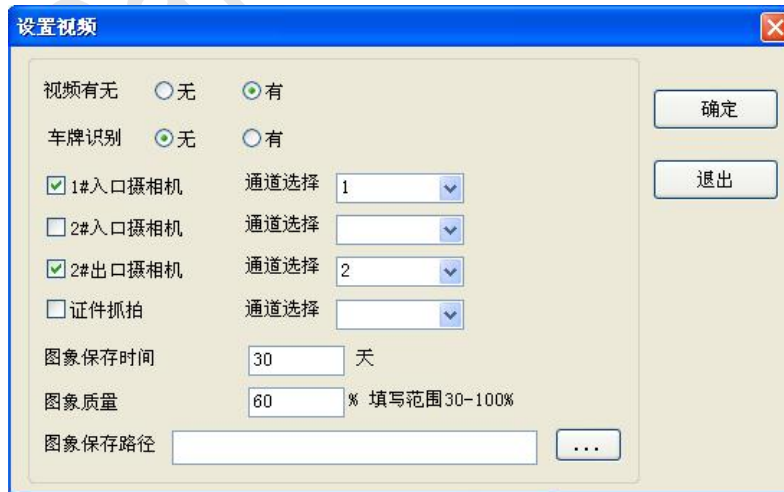 设置视频
视频有无 无 有
确定
车牌识别 无 有
1#入口摄相机 通道选择 1
退出
2#入口摄相机 通道选择
2#出口摄相机 通道选择 2
证件抓拍 通道选择
图象保存时间 30 天
图象质量 60 % 填写范围30-100%
图象保存路径 ...